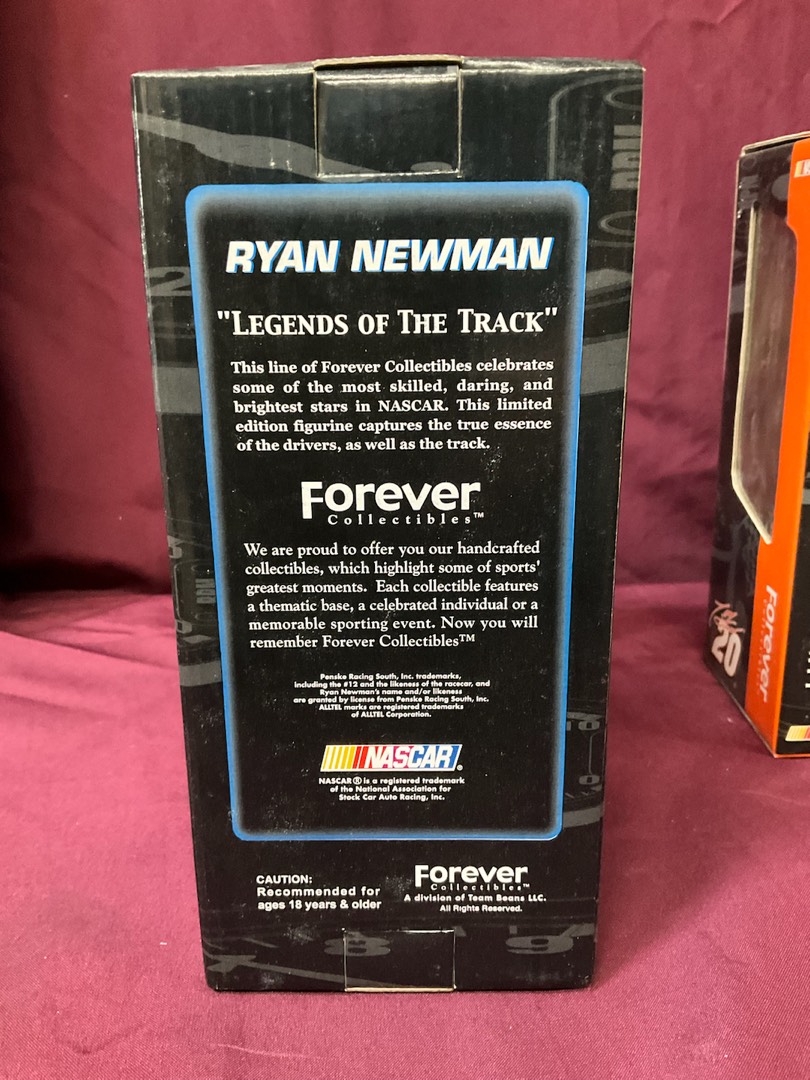 RYAN NEWMAN
"LEGENDS OF THE TRACK"
This line of Forever Collectibles celebrates
some of the most skilled, daring, and
brightest stars in NASCAR. This limited
edition figurine captures the true essence
of the drivers, as well as the track.
Forever
Collectibles™
We are proud to offer you our handcrafted
collectibles, which highlight some of sports'
greatest moments. Each collectible features
a thematic base, a celebrated individual or a
memorable sporting event. Now you will
remember Forever Collectibles™
Penske Racing South, Inc. trademarks,
including the #12 and the likeness of the racecar, and
Ryan Newman's name and/or likeness
are granted by license from Penske Racing South, Inc.
ALLTEL marks are registered trademarks
of ALLTEL Corporation.
NASCAR®
NASCAR ® is a registered trademark
of the National Association for
Stock Car Auto Racing, Inc.
CAUTION:
Recommended for
ages 18 years & older
Forever
Collectibles™
A division of Team Beans LLC.
All Rights Reserved.
8 9
20
Forever